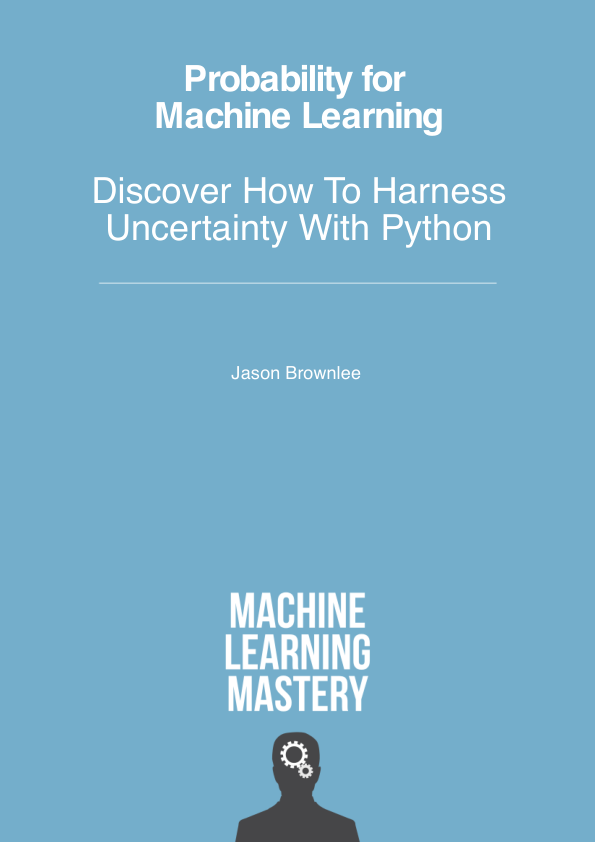 Probability for
Machine Learning
Discover How To Harness
Uncertainty With Python
Jason Brownlee
MACHINE
LEARNING
MASTERY